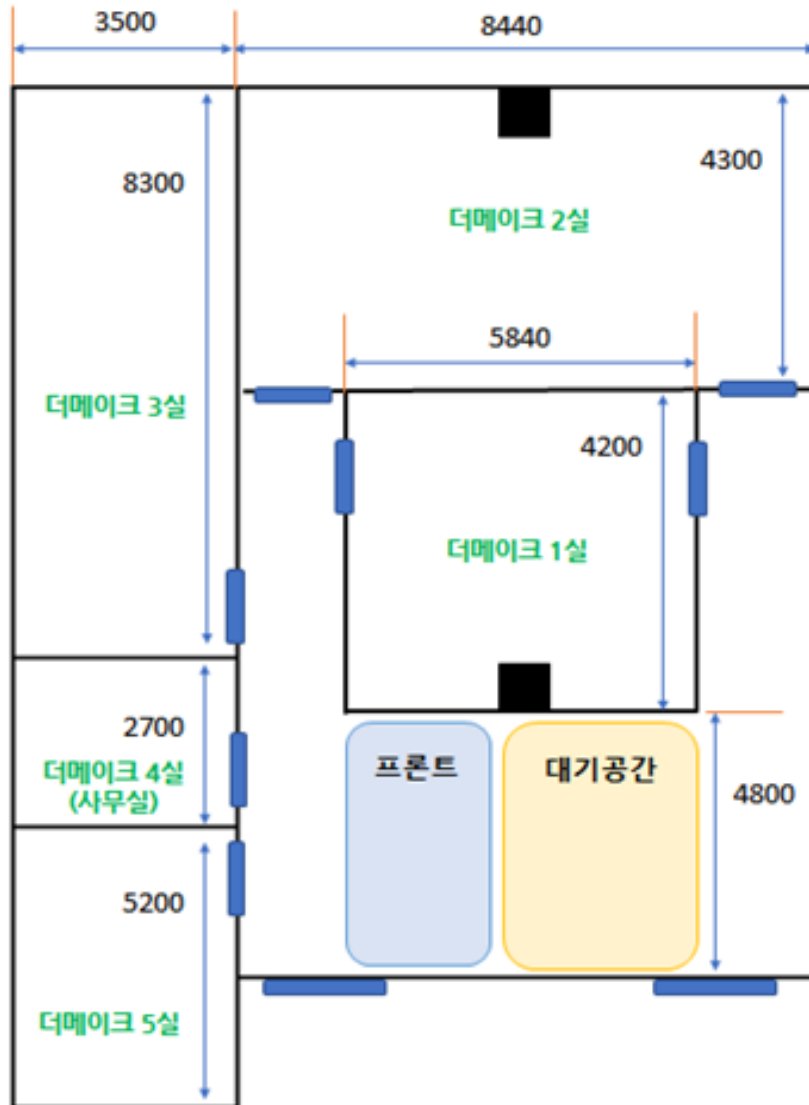 3500
8440
8300
4300
더메이크 2실
5840
더메이크 3실
4200
더메이크 1실
2700
더메이크 4실
(사무실)
프론트
대기공간
4800
5200
더메이크 5실